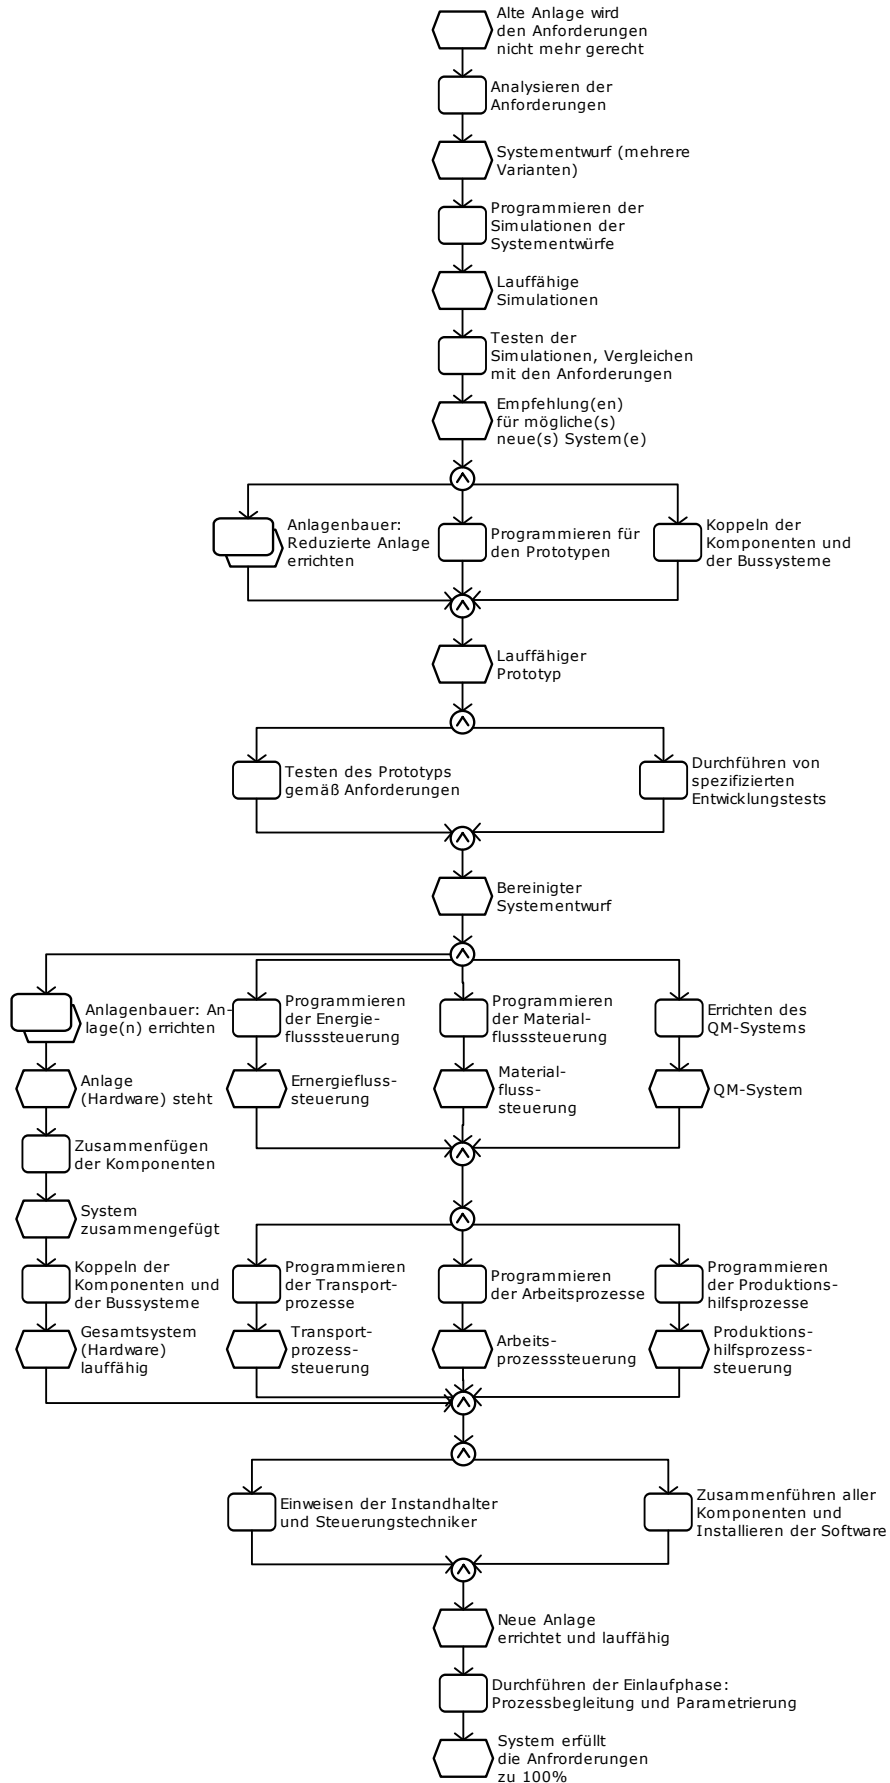 Alte Anlage wird
den Anforderungen
nicht mehr gerecht
Analysieren der
Anforderungen
Systementwurf (mehrere
Varianten)
Programmieren der
Simulationen der
Systementwürfe
Lauffähige
Simulationen
Testen der
Simulationen, Vergleichen
mit den Anforderungen
Empfehlung(en)
für mögliche(s)
neue(s) System(e)
Anlagenbauer:
Reduzierte Anlage
errichten
Programmieren für
den Prototypen
Koppeln der
Komponenten und
der Bussysteme
Lauffähiger
Prototyp
Testen des Prototyps
gemäß Anforderungen
Durchführen von
spezifizierten
Entwicklungstests
Bereinigter
Systementwurf
Anlagenbauer: An-
lage(n) errichten
Programmieren
der Energie-
flusssteuerung
Programmieren
der Material-
flusssteuerung
Errichten des
QM-Systems
Anlage
(Hardware) steht
Ernergiefluss-
steuerung
Material-
fluss-
steuerung
QM-System
Zusammenfügen
der Komponenten
System
zusammengefügt
Koppeln der
Komponenten und
der Bussysteme
Programmieren
der Transport-
prozesse
Programmieren
der Arbeitsprozesse
Programmieren
der Produktions-
hilfsprozesse
Gesamtsystem
(Hardware)
lauffähig
Transport-
prozess-
steuerung
Arbeits-
prozesssteuerung
Produktions-
hilfsprozess-
steuerung
Einweisen der Instandhalter
und Steuerungstechniker
Zusammenführen aller
Komponenten und
Installieren der Software
Neue Anlage
errichtet und lauffähig
Durchführen der Einlaufphase:
Prozessbegleitung und Parametrierung
System erfüllt
die Anfrorderungen
zu 100%